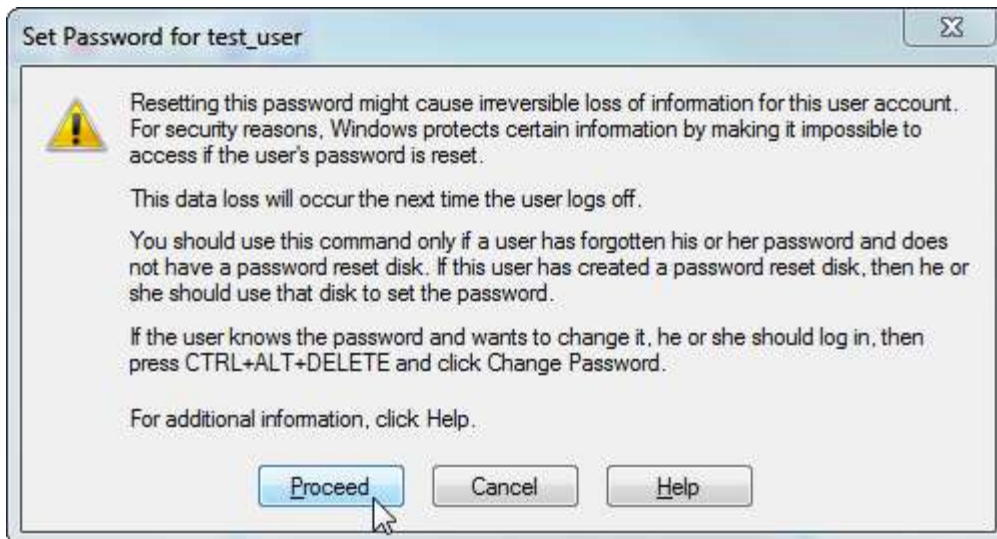 Set Password for test_user
Resetting this password might cause irreversible loss of information for this user account.
For security reasons, Windows protects certain information by making it impossible to
access if the user's password is reset.
This data loss will occur the next time the user logs off.
You should use this command only if a user has forgotten his or her password and does
not have a password reset disk. If this user has created a password reset disk, then he or
she should use that disk to set the password.
If the user knows the password and wants to change it, he or she should log in, then
press CTRL+ALT+DELETE and click Change Password.
For additional information, click Help.
Proceed Cancel Help